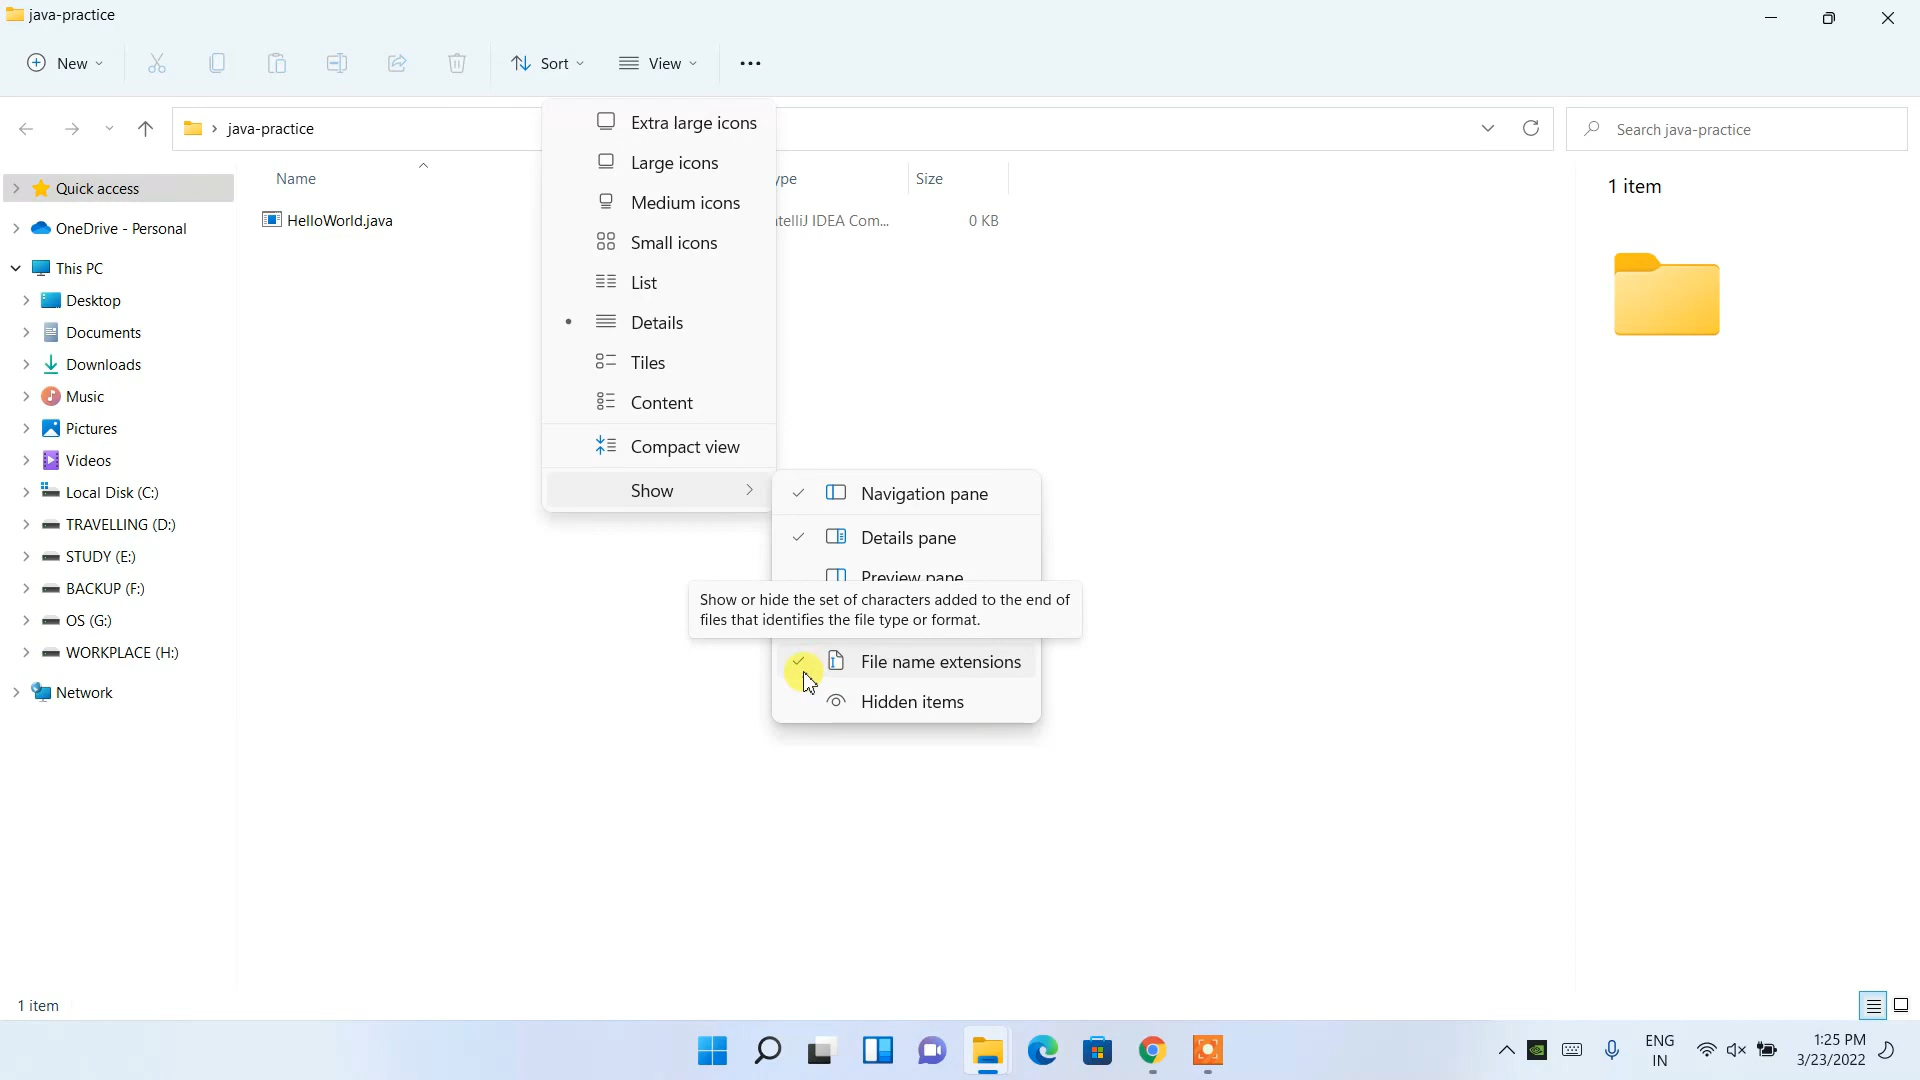 java-practice
New
Sort
View
java-practice
Search java-practice
Extra large icons
Large icons
Medium icons
Small icons
List
Details
Tiles
Content
Compact view
Show
Name
Size
HelloWorld.java
IDEA Com...
0 KB
1 item
Quick access
OneDrive - Personal
This PC
Desktop
Documents
Downloads
Music
Pictures
Videos
Local Disk (C:)
TRAVELLING (D:)
STUDY (E:)
BACKUP (F:)
OS (G:)
WORKPLACE (H:)
Network
Navigation pane
Details pane
Preview pane
Show or hide the set of characters added to the end of
files that identifies the file type or format.
File name extensions
Hidden items
1 item
ENG
IN
1:25 PM
3/23/2022